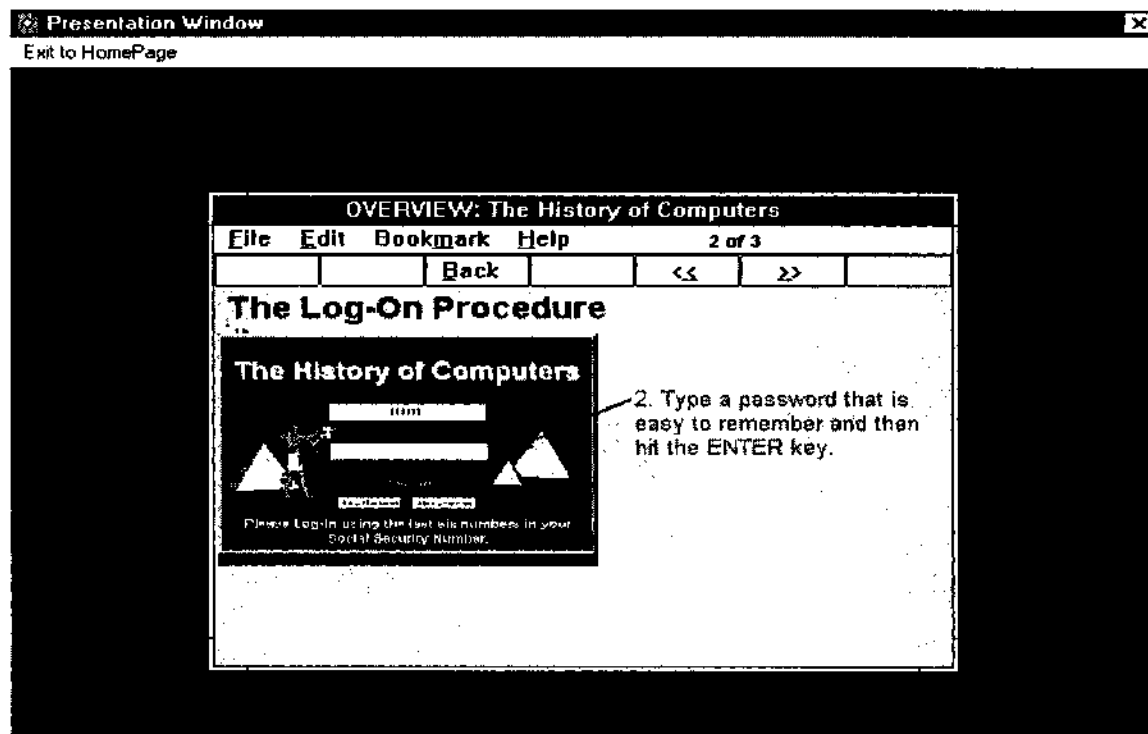 Presentation Window
Exit to HomePage
OVERVIEW: The History of Computers
File Edit Bookmark Help 2 of 3
Back << >>
The Log-On Procedure
The History of Computers
2. Type a password that is
easy to remember and then
hit the ENTER key.
Please Log-In using the last six numbers in your
Social Security Number.